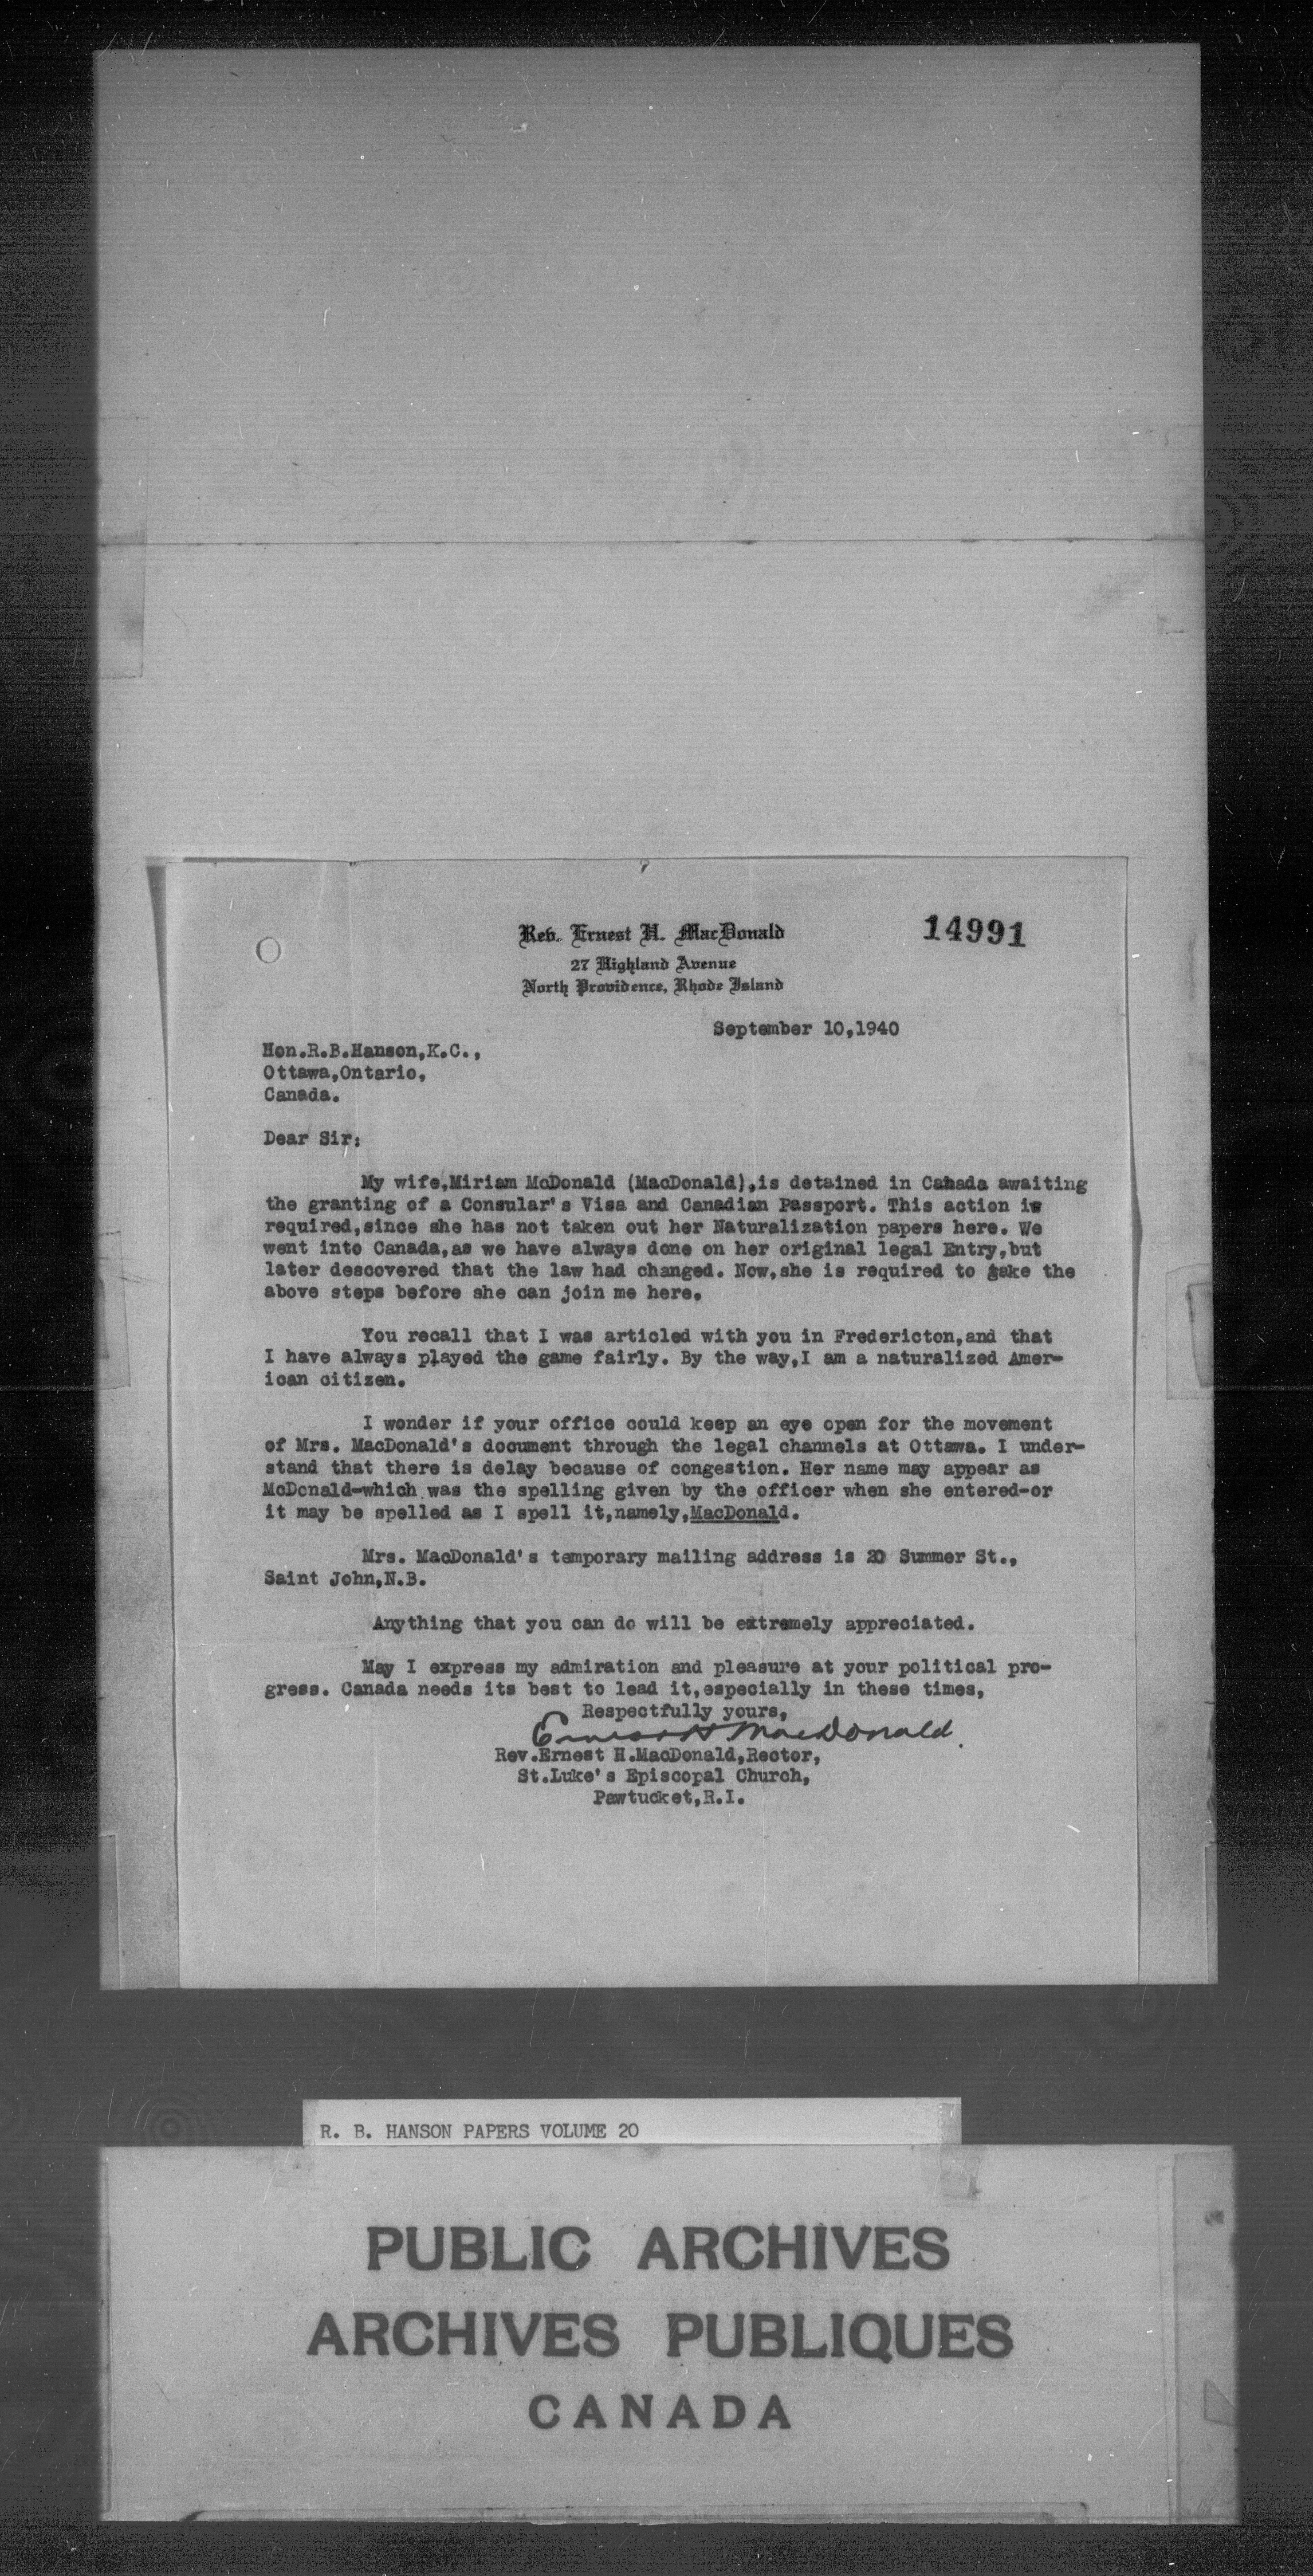 14991
Rev. Ernest H. MacDonald
27 Highland Avenue
North Providence, Rhode Island
September 10,1940
Hon.R.B.Hanson,K.C.,
Ottawa,Ontario,
Canada.
Dear Sir:
My wife,Miriam McDonald (MacDonald),is detained in Cahada awaiting
the granting of a Consular's Visa and Canadian Passport. This action is
required,since she has not taken out her Naturalization papers here. We
went into Canada,as we have always done on her original legal Entry,but
later descovered that the law had changed. Now,she is required to take the
above steps before she can join me here.
You recall that I was articled with you in Fredericton,and that
I have always played the game fairly. By the way,I am a naturalized Amer-
ican citizen.
I wonder if your office could keep an eye open for the movement
of Mrs. MacDonald's document through the legal channels at Ottawa. I under-
stand that there is delay because of congestion. Her name may appear as
McDonald-which was the spelling given by the officer when she entered-or
it may be spelled as I spell it,namely,MacDonald.
Mrs. MacDonald's temporary mailing address is 20 Summer St.,
Saint John,N.B.
Anything that you can do will be extremely appreciated.
May I express my admiration and pleasure at your political pro-
gress. Canada needs its best to lead it,especially in these times,
Respectfully yours,
Ernest H MacDonald.
Rev.Ernest H.MacDonald,Rector,
St.Luke's Episcopal Church,
Pawtucket,R.I.
R. B. HANSON PAPERS VOLUME 20
PUBLIC ARCHIVES
ARCHIVES PUBLIQUES
CANADA